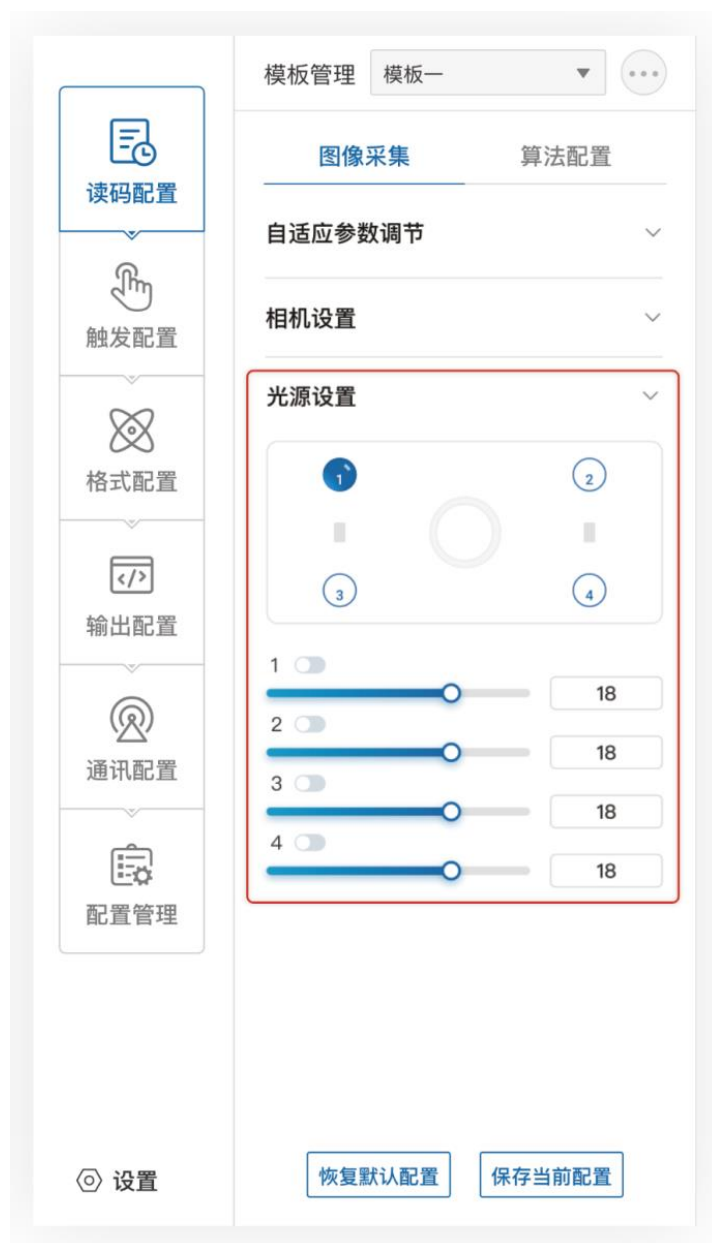 模板管理 模板一
图像采集 算法配置
读码配置
自适应参数调节
触发配置
相机设置
光源设置
1 2
格式配置
3 4
输出配置
1
18
2
18
通讯配置
3
18
4
18
配置管理
设置
恢复默认配置 保存当前配置